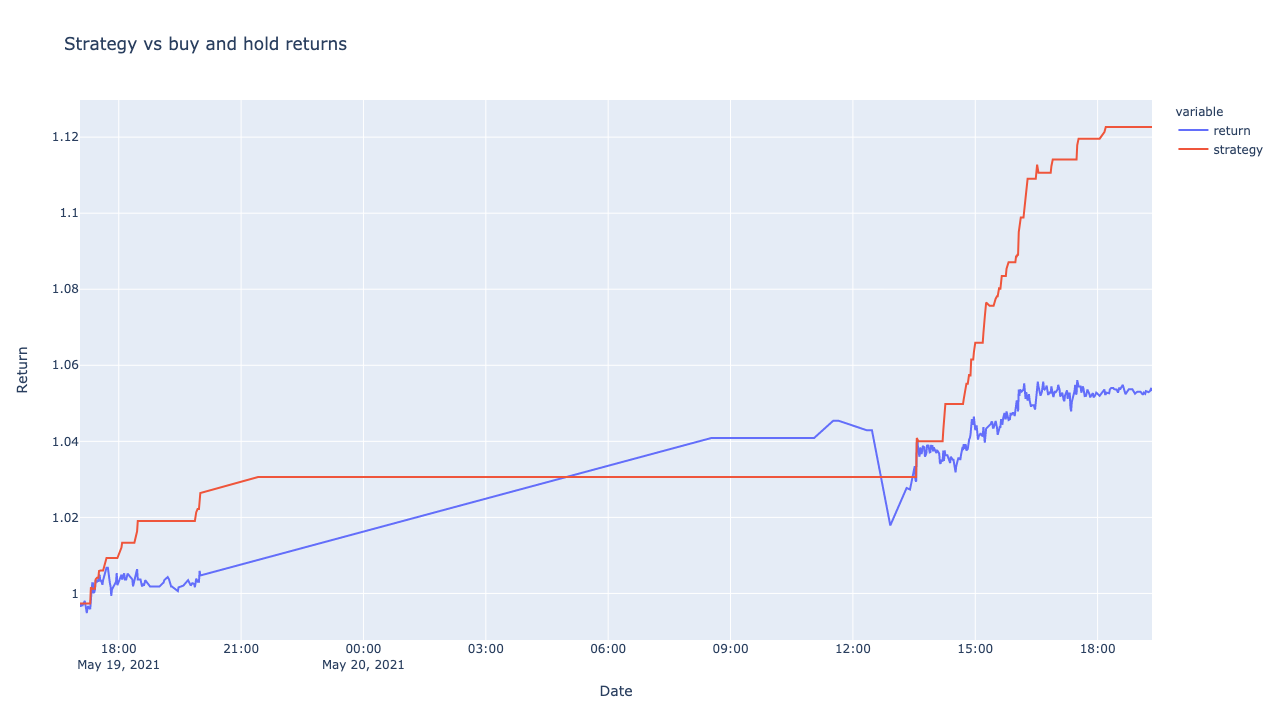 Strategy vs buy and hold returns
variable
return
strategy
1.12
1.1
1.08
1.06
1.04
1.02
1
Return
18:00
May 19, 2021
21:00
00:00
May 20, 2021
03:00
06:00
09:00
12:00
15:00
18:00
Date